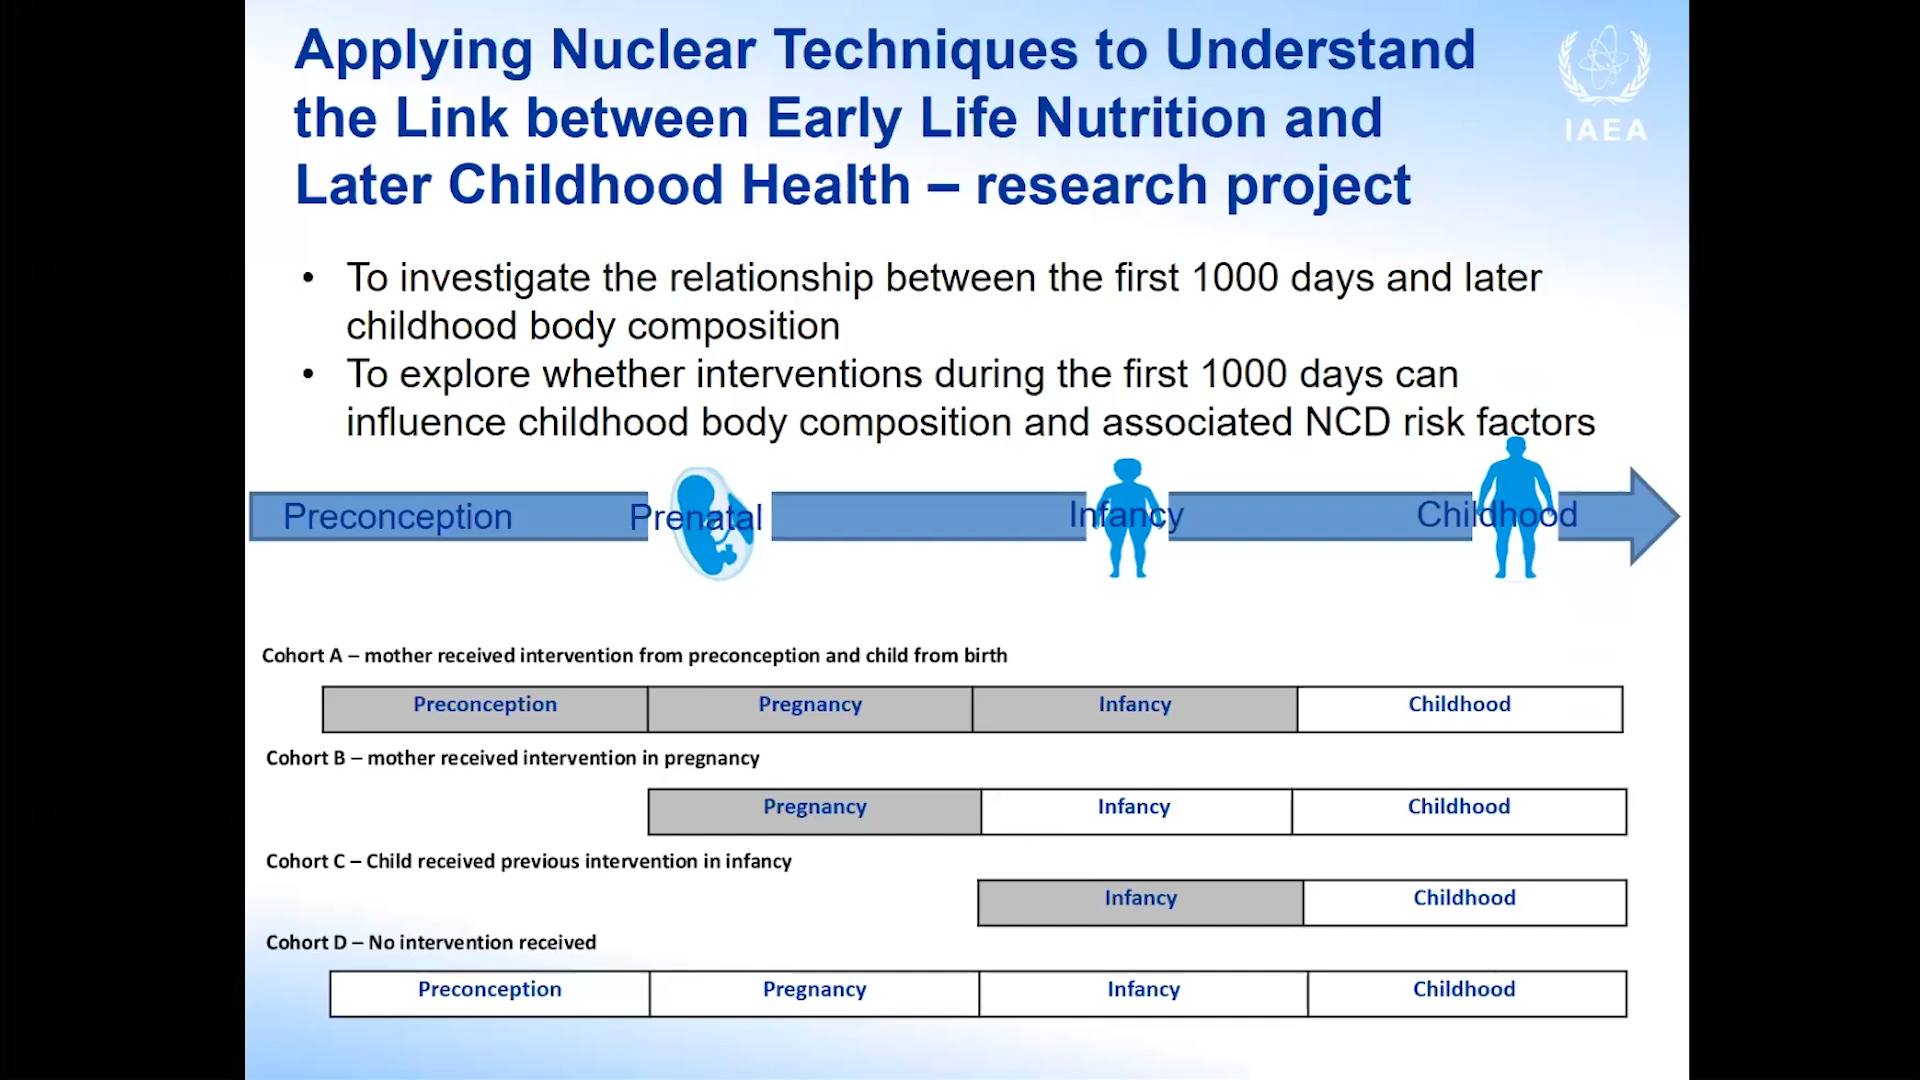 Applying Nuclear Techniques to Understand
the Link between Early Life Nutrition and
Later Childhood Health – research project
IAEA
• To investigate the relationship between the first 1000 days and later
childhood body composition
• To explore whether interventions during the first 1000 days can
influence childhood body composition and associated NCD risk factors
Preconception Prenatal Infancy Childhood
Cohort A – mother received intervention from preconception and child from birth
Preconception Pregnancy Infancy Childhood
Cohort B – mother received intervention in pregnancy
Pregnancy Infancy Childhood
Cohort C – Child received previous intervention in infancy
Infancy Childhood
Cohort D – No intervention received
Preconception Pregnancy Infancy Childhood